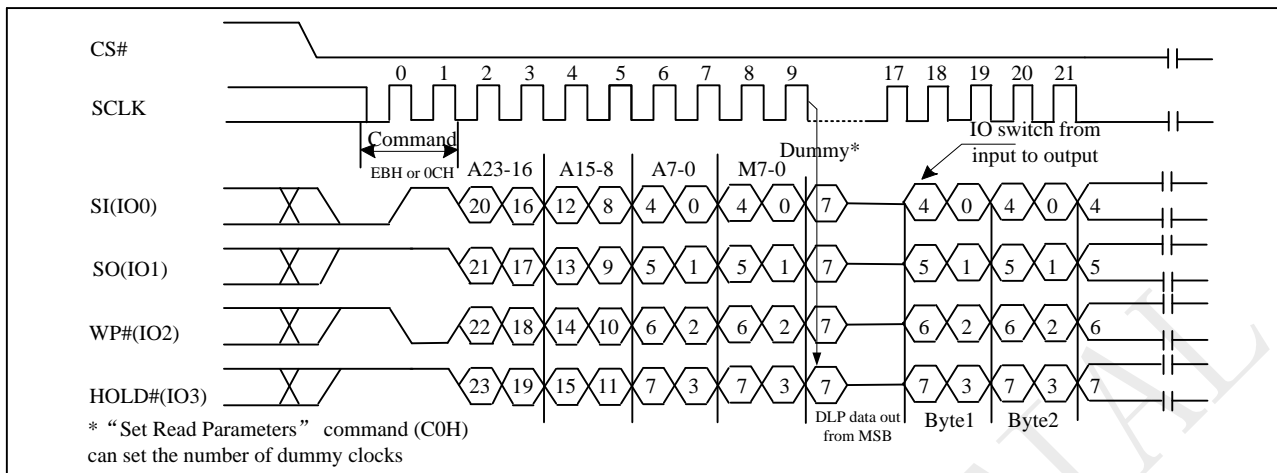 CS#
0 1 2 3 4 5 6 7 8 9 17 18 19 20 21
SCLK
Command
EBH or 0CH
A23-16 A15-8 A7-0 M7-0
Dummy*
IO switch from
input to output
SI(IO0) 20 16 12 8 4 0 4 0 7 4 0 4 0 4
SO(IO1) 21 17 13 9 5 1 5 1 7 5 1 5 1 5
WP#(IO2) 22 18 14 10 6 2 6 2 7 6 2 6 2 6
HOLD#(IO3) 23 19 15 11 7 3 7 3 7 7 3 7 3 7
DLP data out
from MSB
Byte1 Byte2
* “Set Read Parameters” command (C0H)
can set the number of dummy clocks